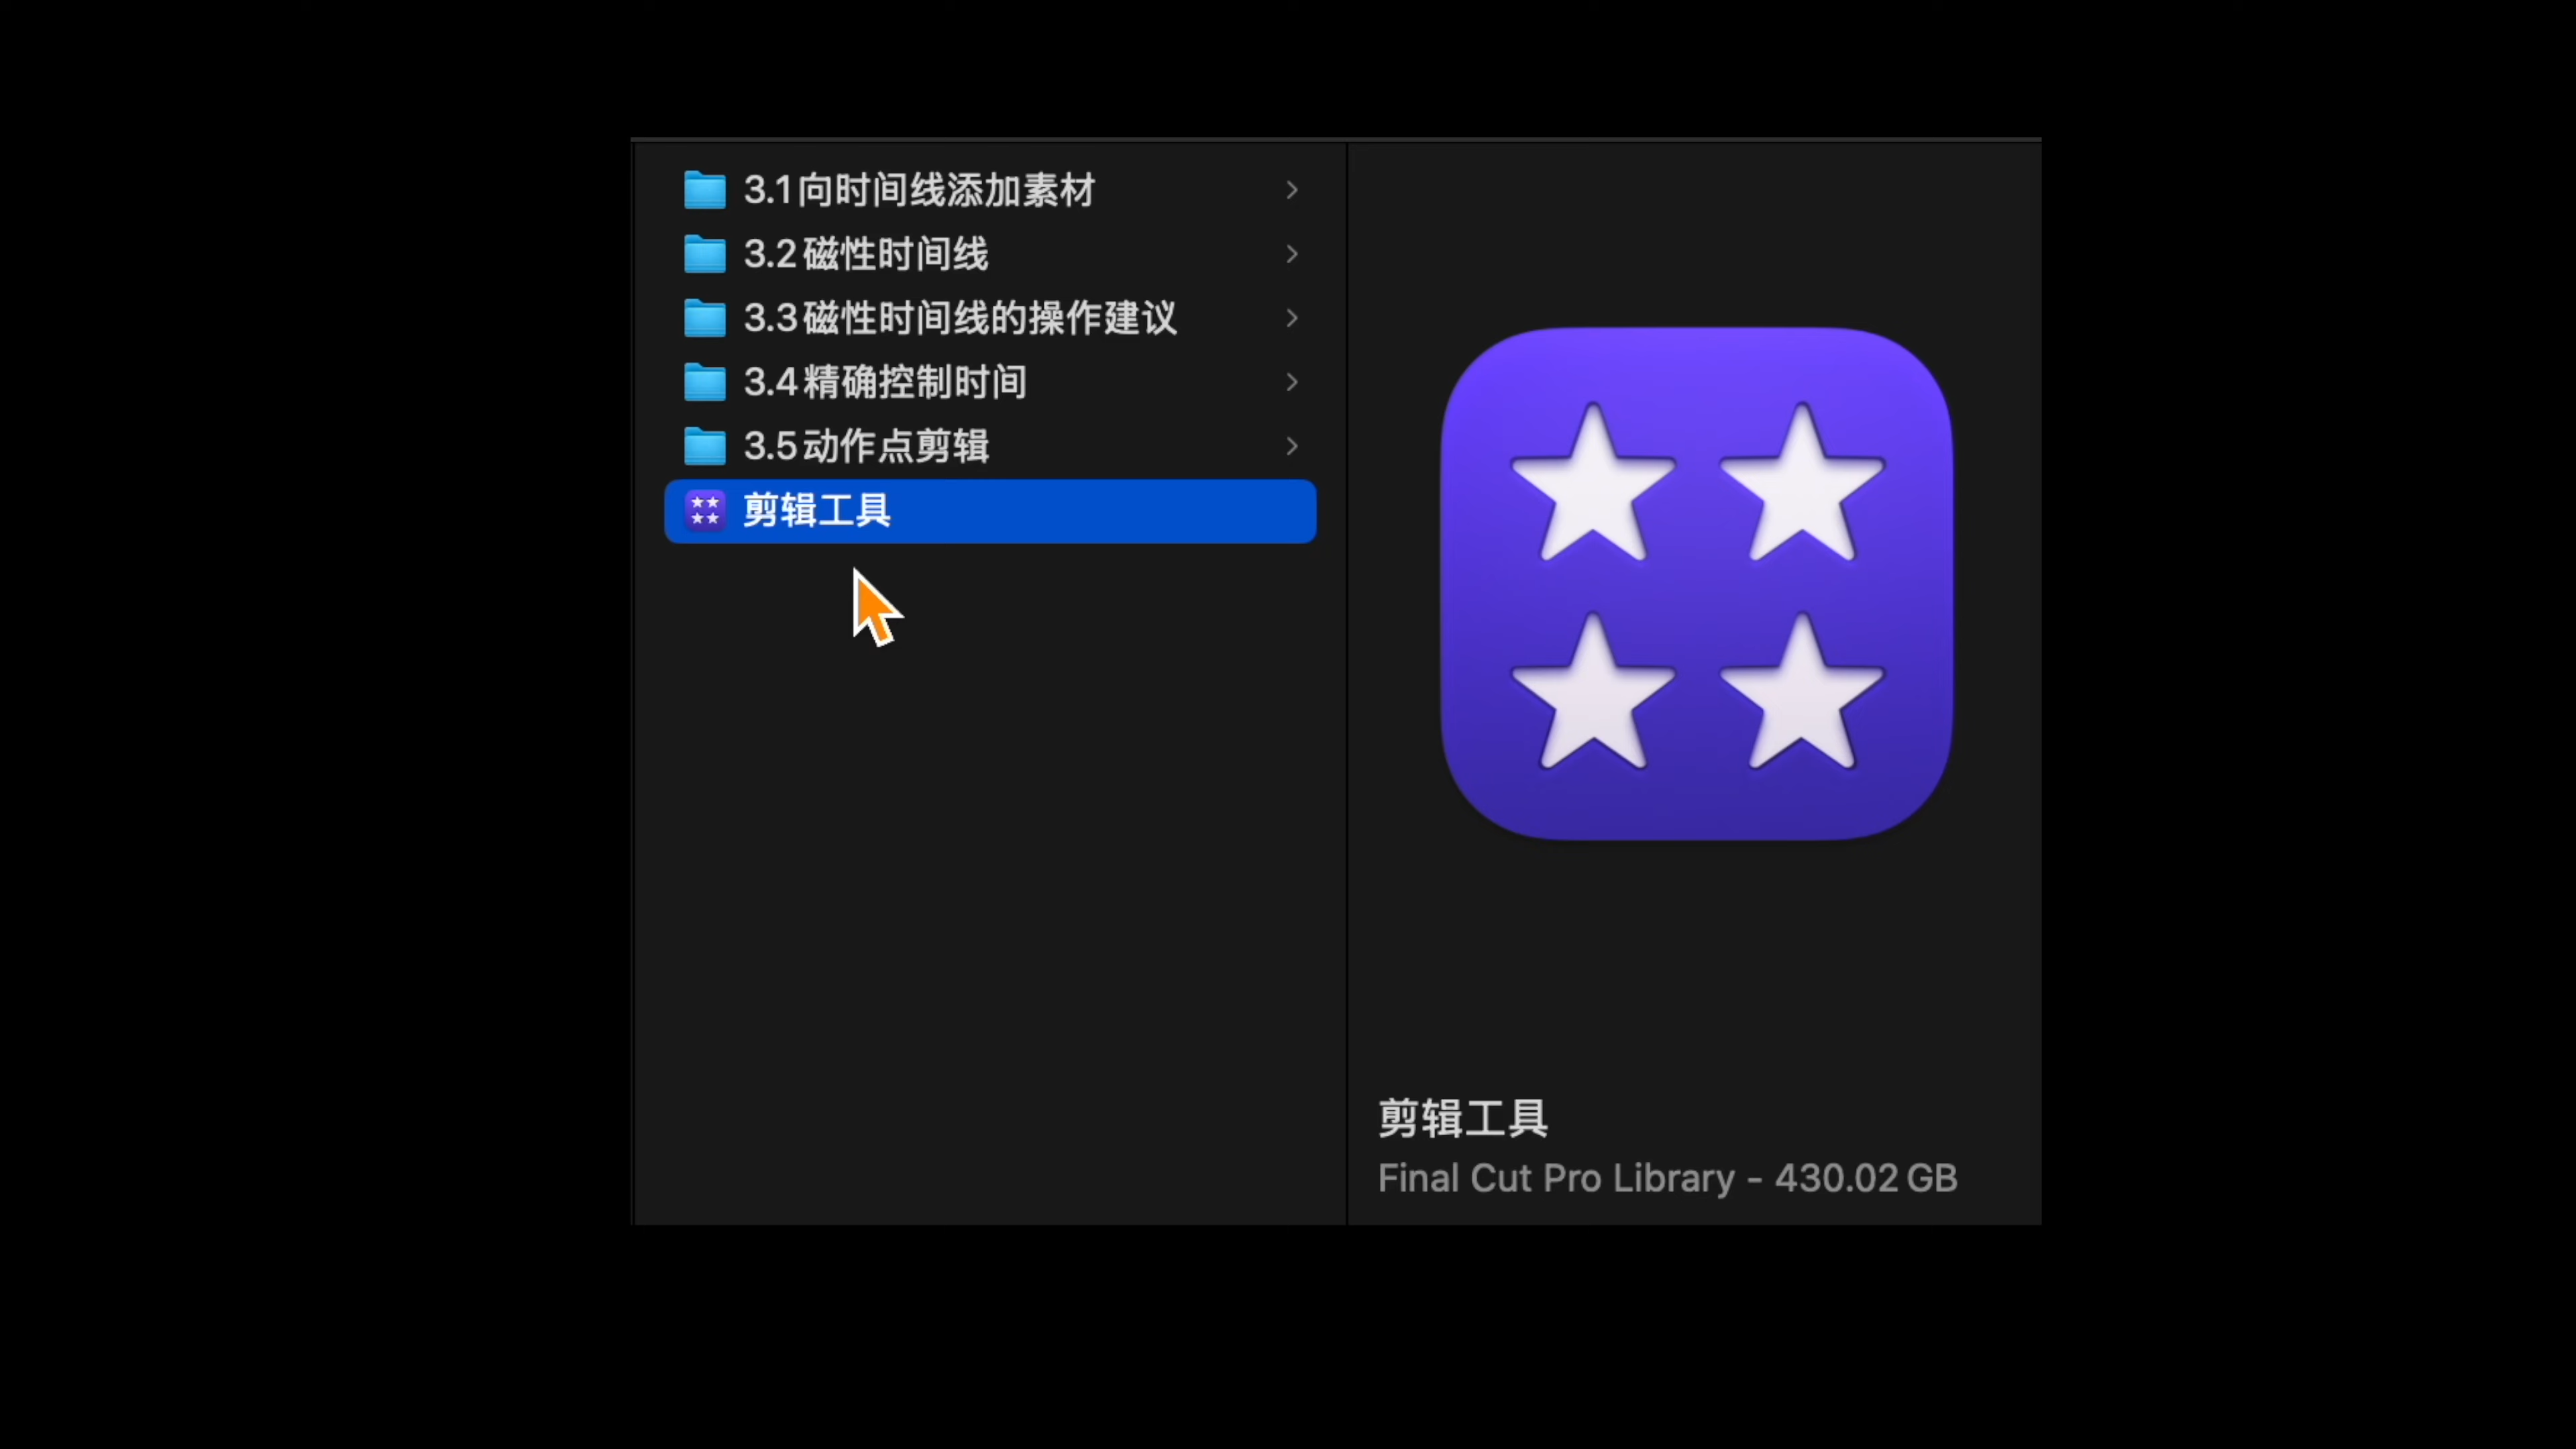 3.1向时间线添加素材
3.2磁性时间线
3.3磁性时间线的操作建议
3.4精确控制时间
3.5动作点剪辑
剪辑工具
剪辑工具
Final Cut Pro Library - 430.02 GB